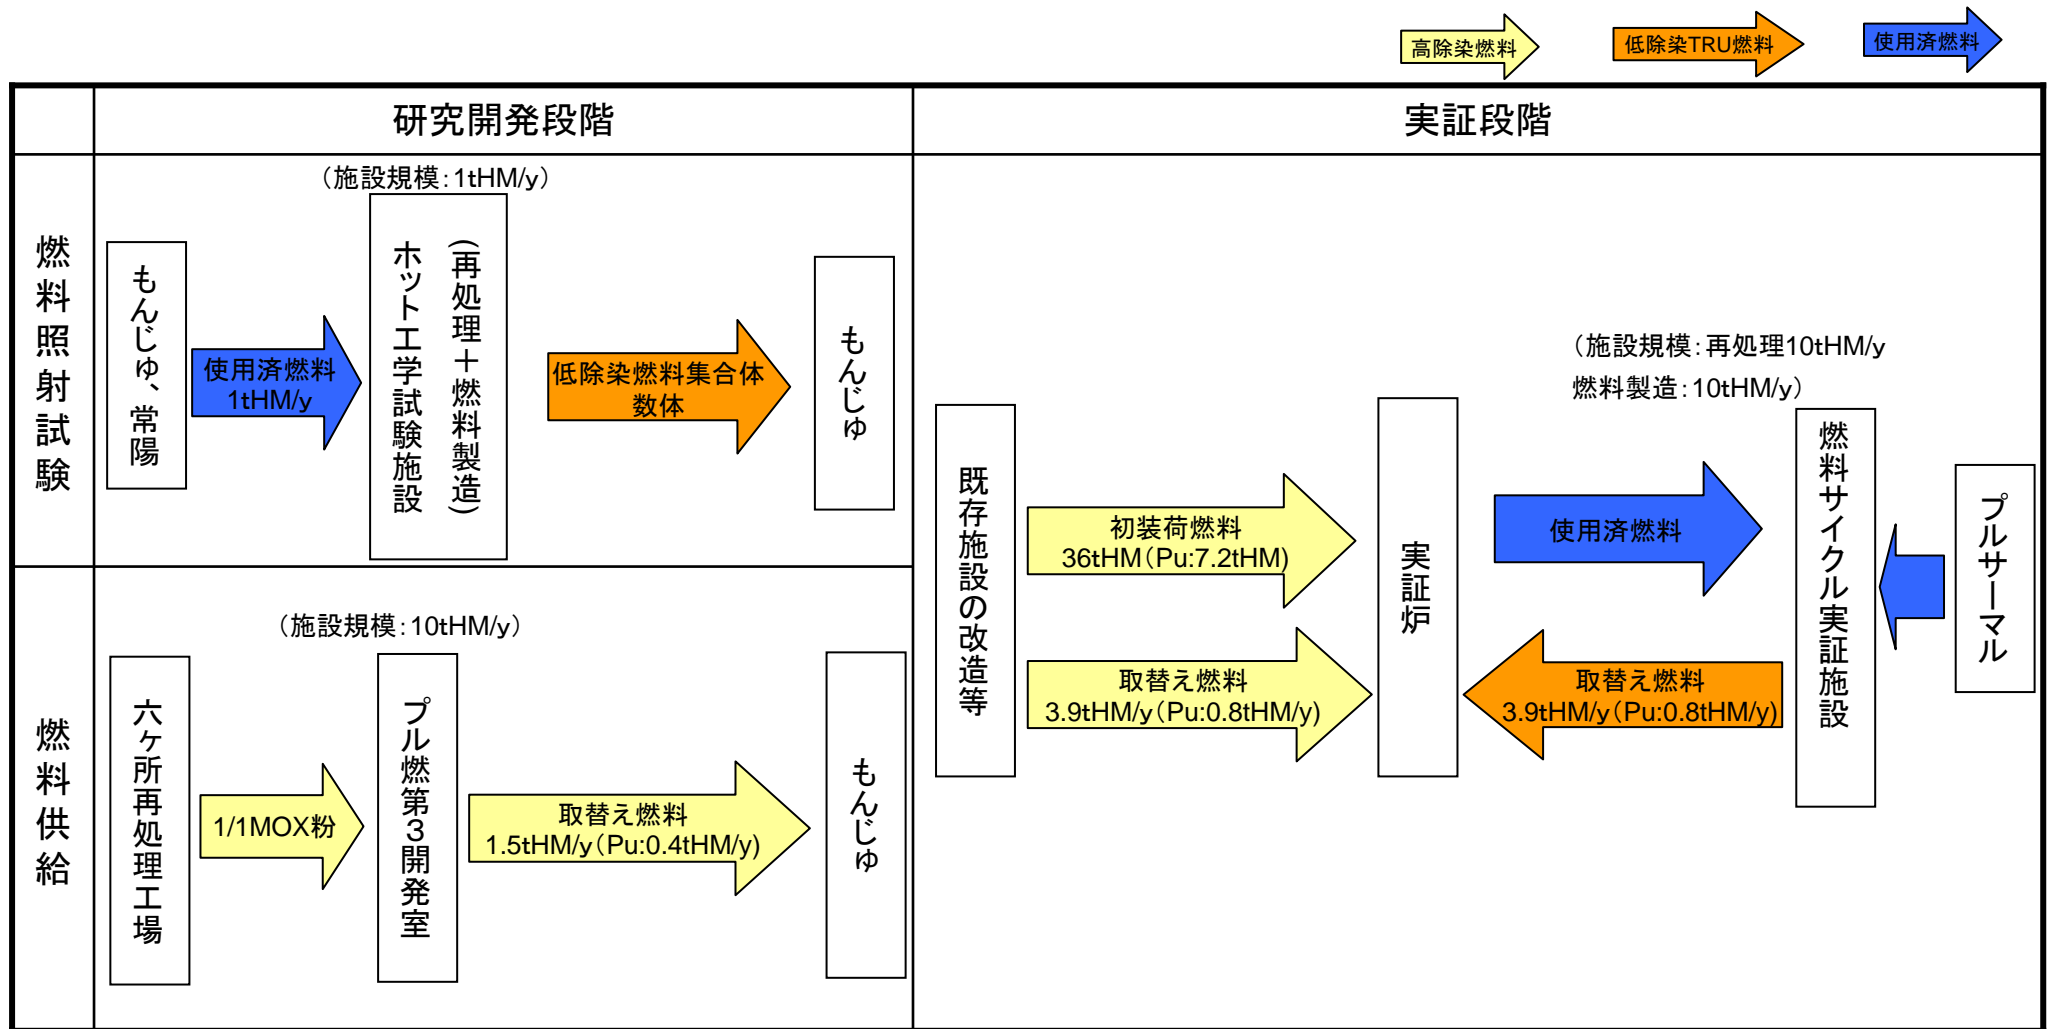 高除染燃料
低除染TRU燃料
使用済燃料
研究開発段階
実証段階
燃料照射試験
（施設規模：1tHM/y）
もんじゅ、常陽
使用済燃料
1tHM/y
ホット工学試験施設
（再処理＋燃料製造）
低除染燃料集合体
数体
もんじゅ
燃料供給
（施設規模：10tHM/y）
六ヶ所再処理工場
1/1MOX粉
プル燃第３開発室
取替え燃料
1.5tHM/y（Pu:0.4tHM/y）
もんじゅ
既存施設の改造等
初装荷燃料
36tHM（Pu:7.2tHM）
取替え燃料
3.9tHM/y（Pu:0.8tHM/y）
実証炉
使用済燃料
取替え燃料
3.9tHM/y（Pu:0.8tHM/y）
（施設規模：再処理10tHM/y
燃料製造：10tHM/y）
燃料サイクル実証施設
プルサーマル